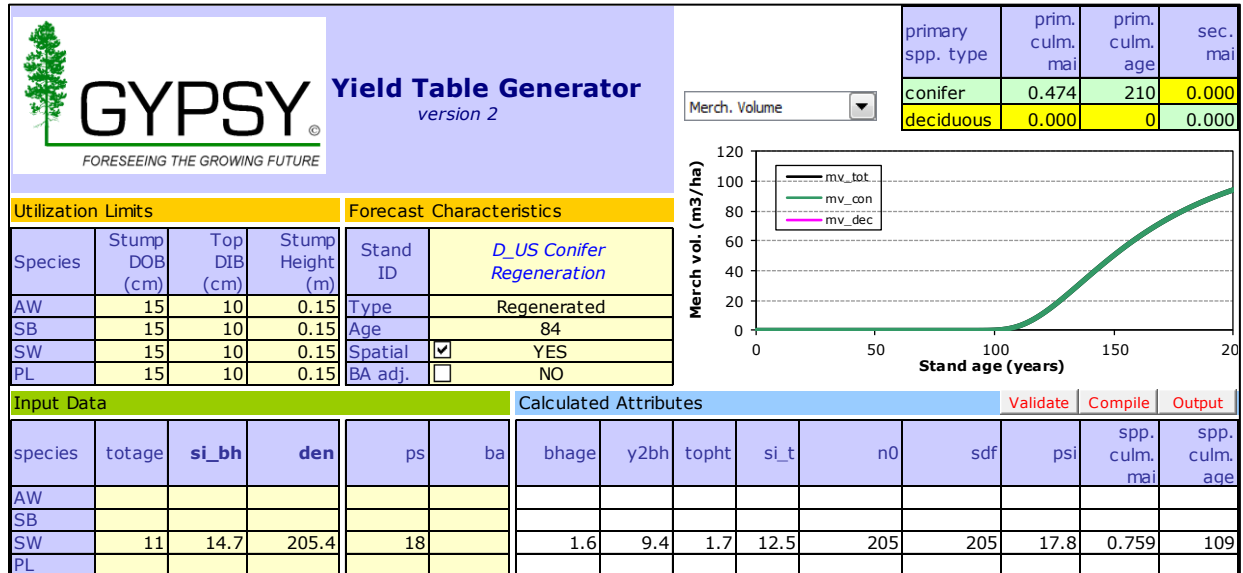 GYPSY©
FORESEEING THE GROWING FUTURE
Yield Table Generator
version 2
Merch. Volume
primary spp. type prim. culm. mai prim. culm. age sec. mai
conifer 0.474 210 0.000
deciduous 0.000 0 0.000
Merch vol. (m3/ha)
120
100
80
60
40
20
0
mv_tot
mv_con
mv_dec
0 50 100 150 20
Stand age (years)
Utilization Limits
Species Stump DOB (cm) Top DIB (cm) Stump Height (m)
AW 15 10 0.15
SB 15 10 0.15
SW 15 10 0.15
PL 15 10 0.15
Forecast Characteristics
Stand ID D_US Conifer Regeneration
Type Regenerated
Age 84
Spatial YES
BA adj. NO
Input Data
Calculated Attributes
Validate Compile Output
species totage si_bh den ps ba bhage y2bh topht si_t n0 sdf psi spp. culm. mai spp. culm. age
AW
SB
SW 11 14.7 205.4 18 1.6 9.4 1.7 12.5 205 205 17.8 0.759 109
PL